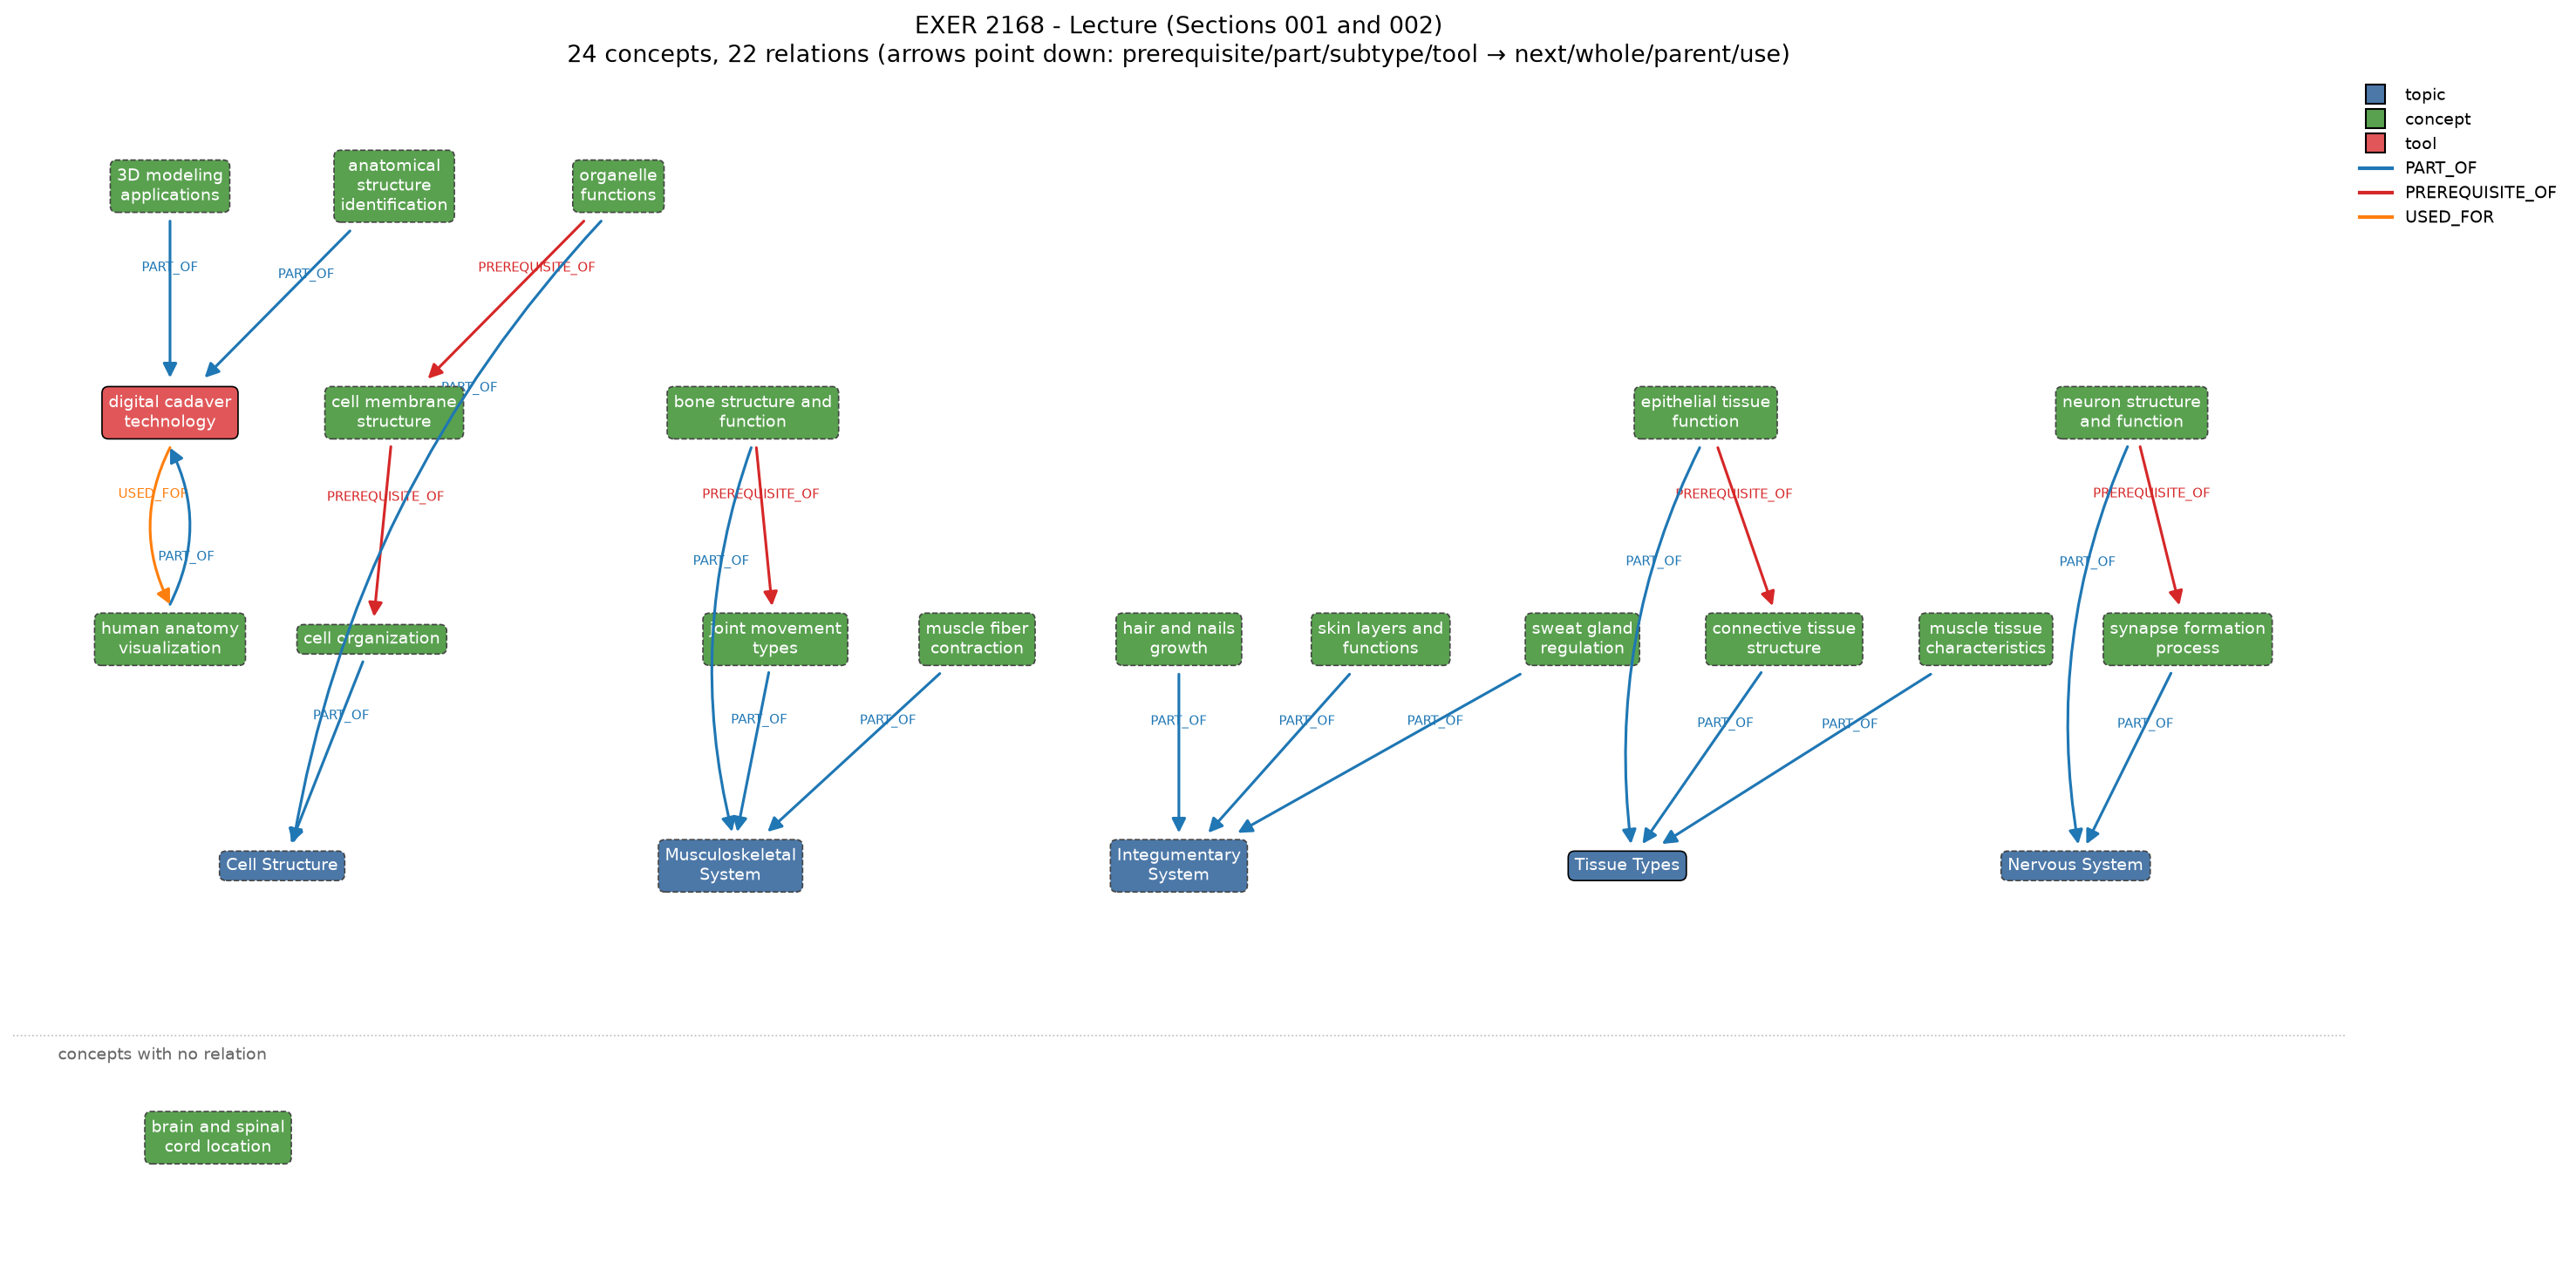 EXER 2168 - Lecture (Sections 001 and 002)
24 concepts, 22 relations (arrows point down: prerequisite/part/subtype/tool → next/whole/parent/use)
topic
concept
tool
PART_OF
PREREQUISITE_OF
USED_FOR
3D modeling
applications
anatomical
structure
identification
organelle
functions
PART_OF
PART_OF
PREREQUISITE_OF
PART_OF
digital cadaver
technology
cell membrane
structure
bone structure and
function
epithelial tissue
function
neuron structure
and function
USED_FOR
PREREQUISITE_OF
PREREQUISITE_OF
PREREQUISITE_OF
PREREQUISITE_OF
PART_OF
PART_OF
PART_OF
PART_OF
human anatomy
visualization
cell organization
joint movement
types
muscle fiber
contraction
hair and nails
growth
skin layers and
functions
sweat gland
regulation
connective tissue
structure
muscle tissue
characteristics
synapse formation
process
PART_OF
PART_OF
PART_OF
PART_OF
PART_OF
PART_OF
PART_OF
PART_OF
PART_OF
Cell Structure
Musculoskeletal
System
Integumentary
System
Tissue Types
Nervous System
concepts with no relation
brain and spinal
cord location